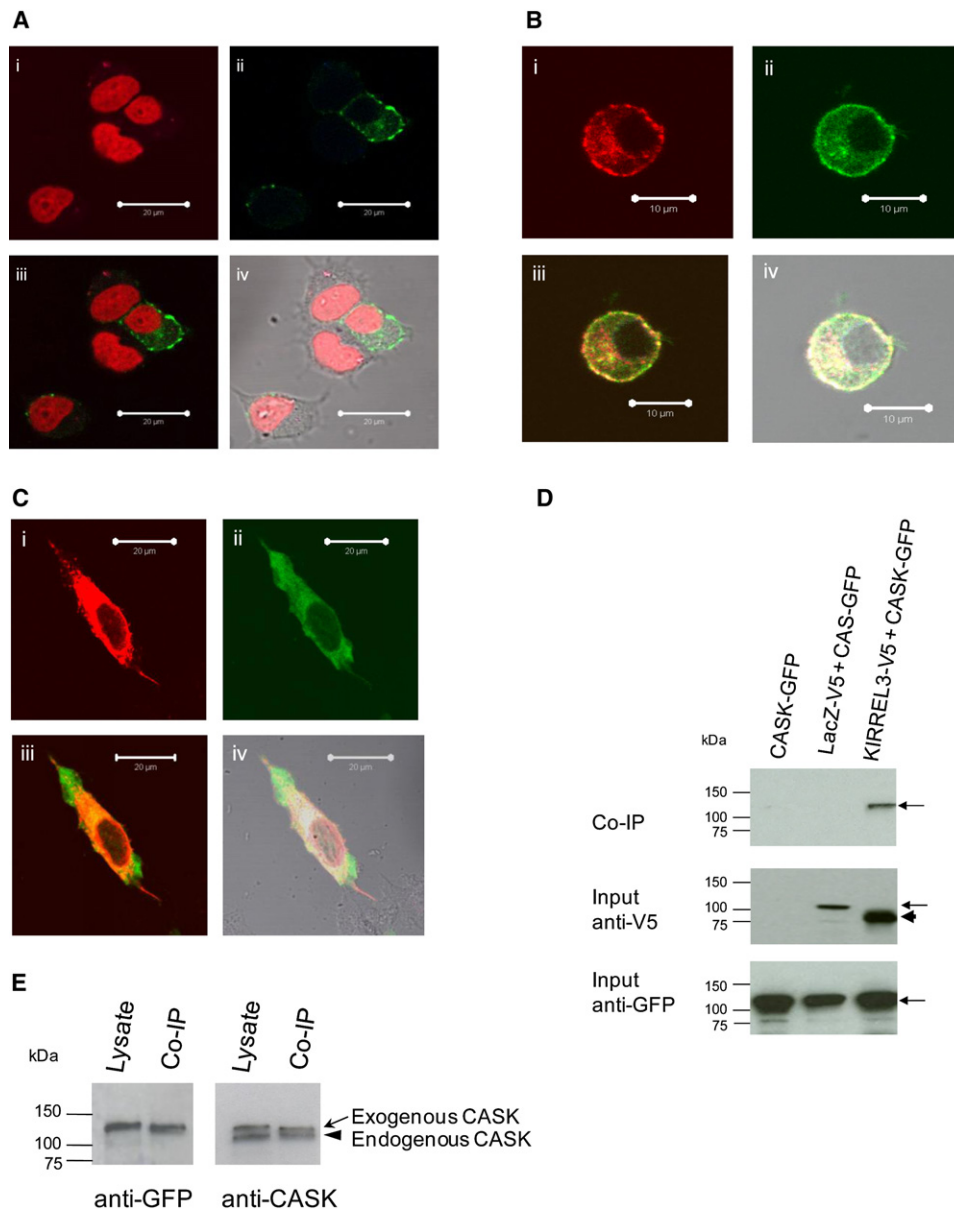 A
B
i
ii
20 µm
20 µm
iii
iv
20 µm
20 µm
i
ii
10 µm
10 µm
iii
iv
10 µm
10 µm
C
i
ii
20 µm
20 µm
iii
iv
20 µm
20 µm
D
CASK-GFP
LacZ-V5 + CAS-GFP
KIRREL3-V5 + CASK-GFP
kDa
150
100
75
Co-IP
150
100
75
Input
anti-V5
150
100
75
Input
anti-GFP
E
Lysate
Co-IP
Lysate
Co-IP
kDa
150
100
75
Exogenous CASK
Endogenous CASK
anti-GFP
anti-CASK